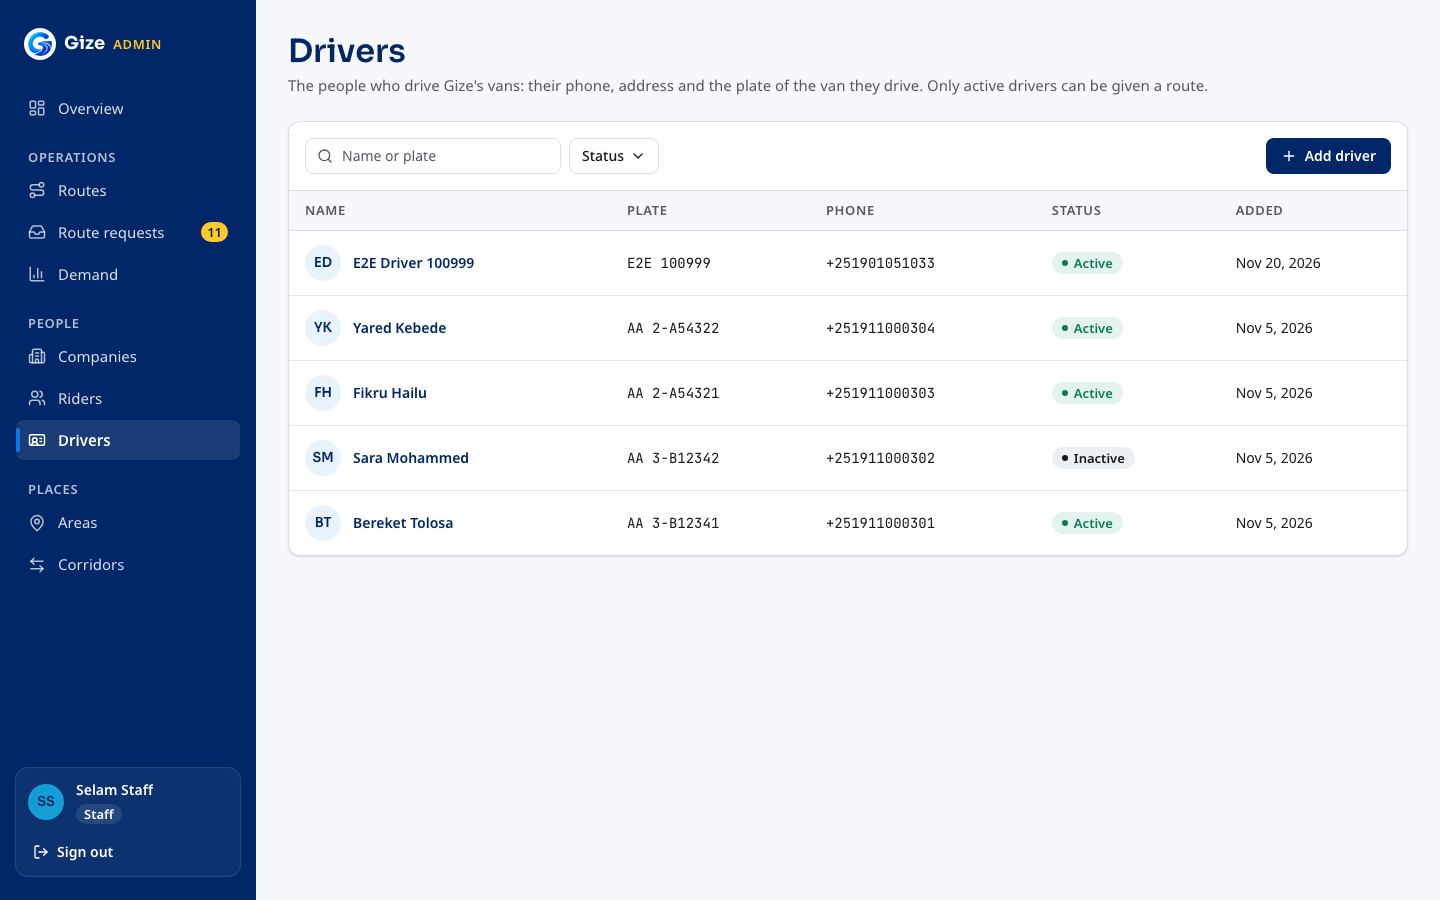 Gize ADMIN
Overview
OPERATIONS
Routes
Route requests 11
Demand
PEOPLE
Companies
Riders
Drivers
PLACES
Areas
Corridors
SS Selam Staff
Staff
Sign out
Drivers
The people who drive Gize's vans: their phone, address and the plate of the van they drive. Only active drivers can be given a route.
Name or plate Status Add driver
NAME PLATE PHONE STATUS ADDED
ED E2E Driver 100999 E2E 100999 +251901051033 Active Nov 20, 2026
YK Yared Kebede AA 2-A54322 +251911000304 Active Nov 5, 2026
FH Fikru Hailu AA 2-A54321 +251911000303 Active Nov 5, 2026
SM Sara Mohammed AA 3-B12342 +251911000302 Inactive Nov 5, 2026
BT Bereket Tolosa AA 3-B12341 +251911000301 Active Nov 5, 2026